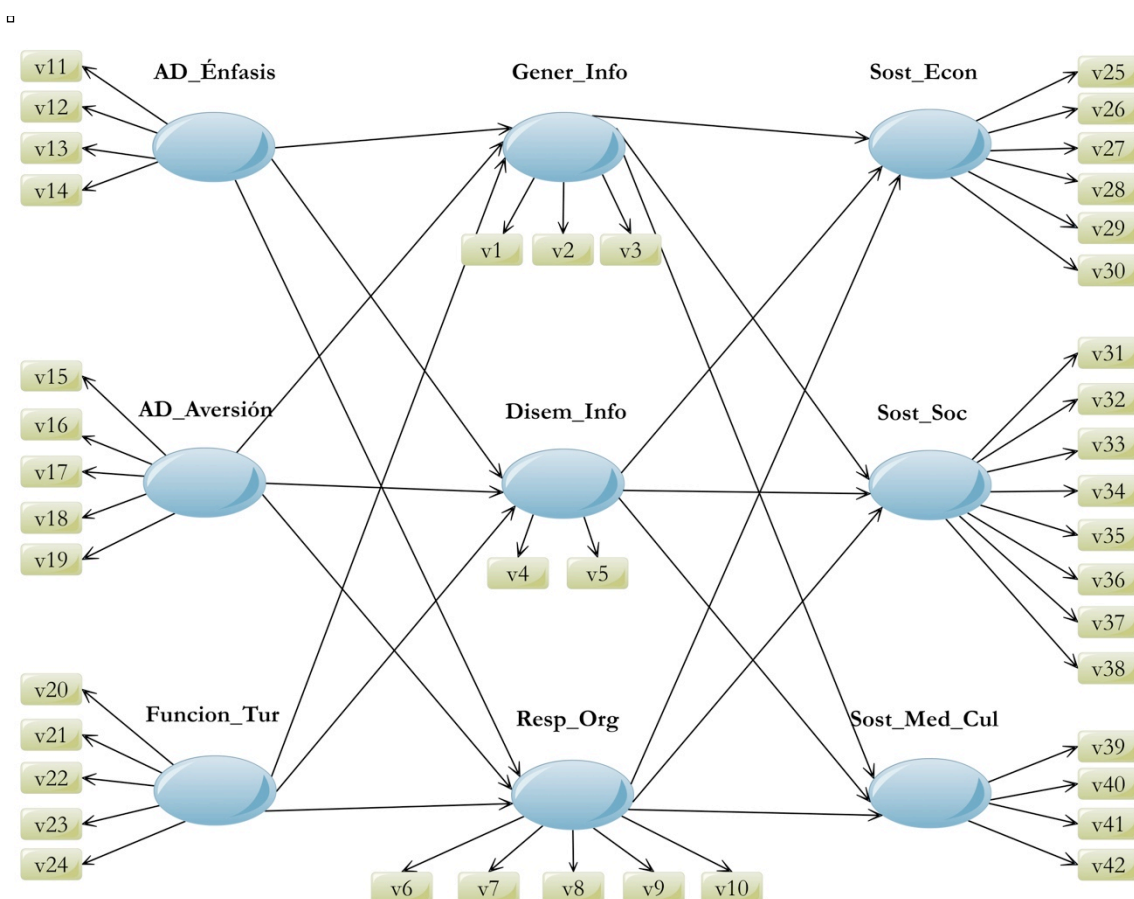 AD_Énfasis
Gener_Info
Sost_Econ
v11
v12
v13
v14
v1
v2
v3
v25
v26
v27
v28
v29
v30
AD_Aversión
Disem_Info
Sost_Soc
v15
v16
v17
v18
v19
v4
v5
v31
v32
v33
v34
v35
v36
v37
v38
Funcion_Tur
Resp_Org
Sost_Med_Cul
v20
v21
v22
v23
v24
v6
v7
v8
v9
v10
v39
v40
v41
v42